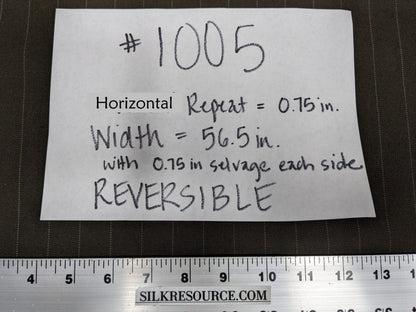 #1005
Horizontal Repeat = 0.75 in.
Width = 56.5 in.
with 0.75 in selvage each side
REVERSIBLE
4 5 6 7 8 9 10 11 12 13
SILKRESOURCE.COM